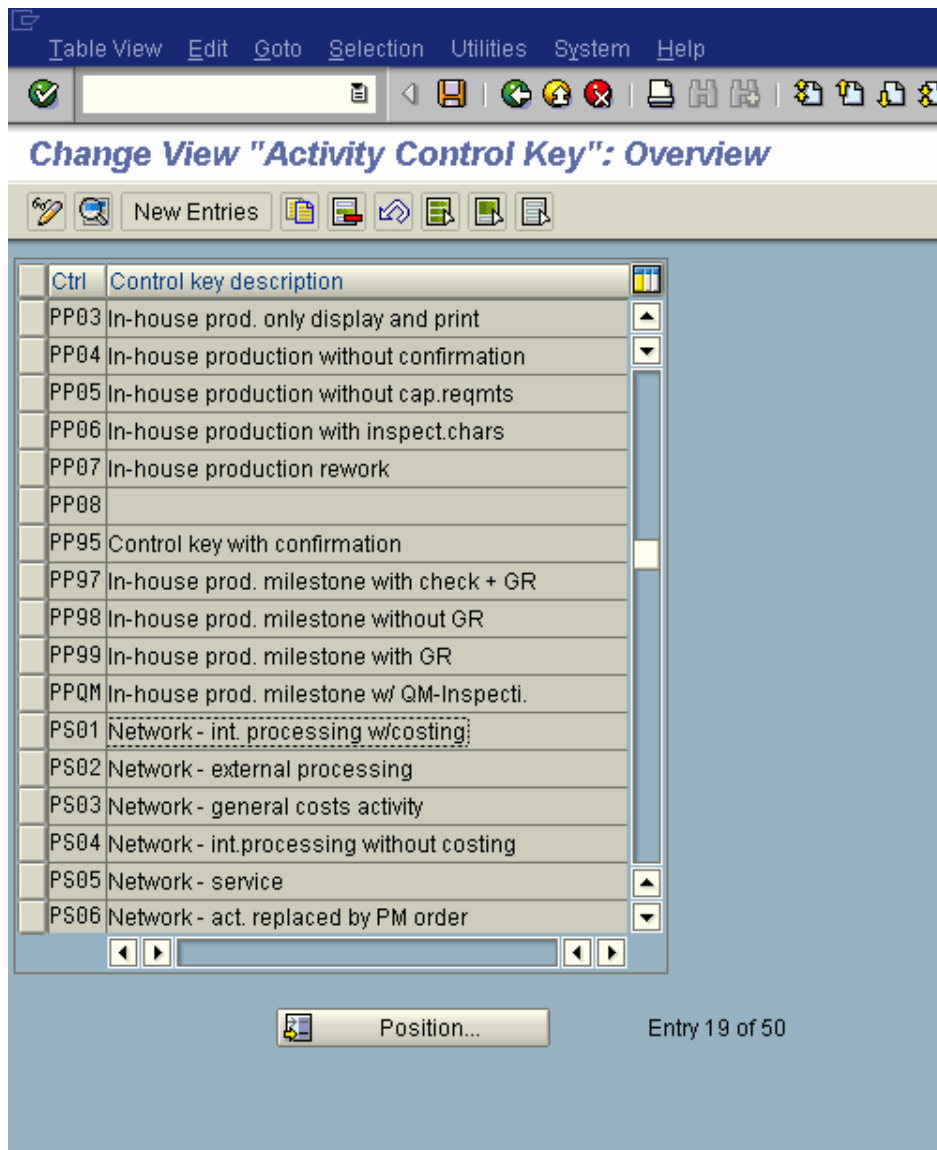 Table View Edit Goto Selection Utilities System Help
Change View "Activity Control Key": Overview
New Entries
Ctrl Control key description
PP03 In-house prod. only display and print
PP04 In-house production without confirmation
PP05 In-house production without cap.reqmts
PP06 In-house production with inspect.chars
PP07 In-house production rework
PP08
PP95 Control key with confirmation
PP97 In-house prod. milestone with check + GR
PP98 In-house prod. milestone without GR
PP99 In-house prod. milestone with GR
PPQM In-house prod. milestone w/ QM-Inspecti.
PS01 Network - int. processing w/costing
PS02 Network - external processing
PS03 Network - general costs activity
PS04 Network - int.processing without costing
PS05 Network - service
PS06 Network - act. replaced by PM order
Position... Entry 19 of 50